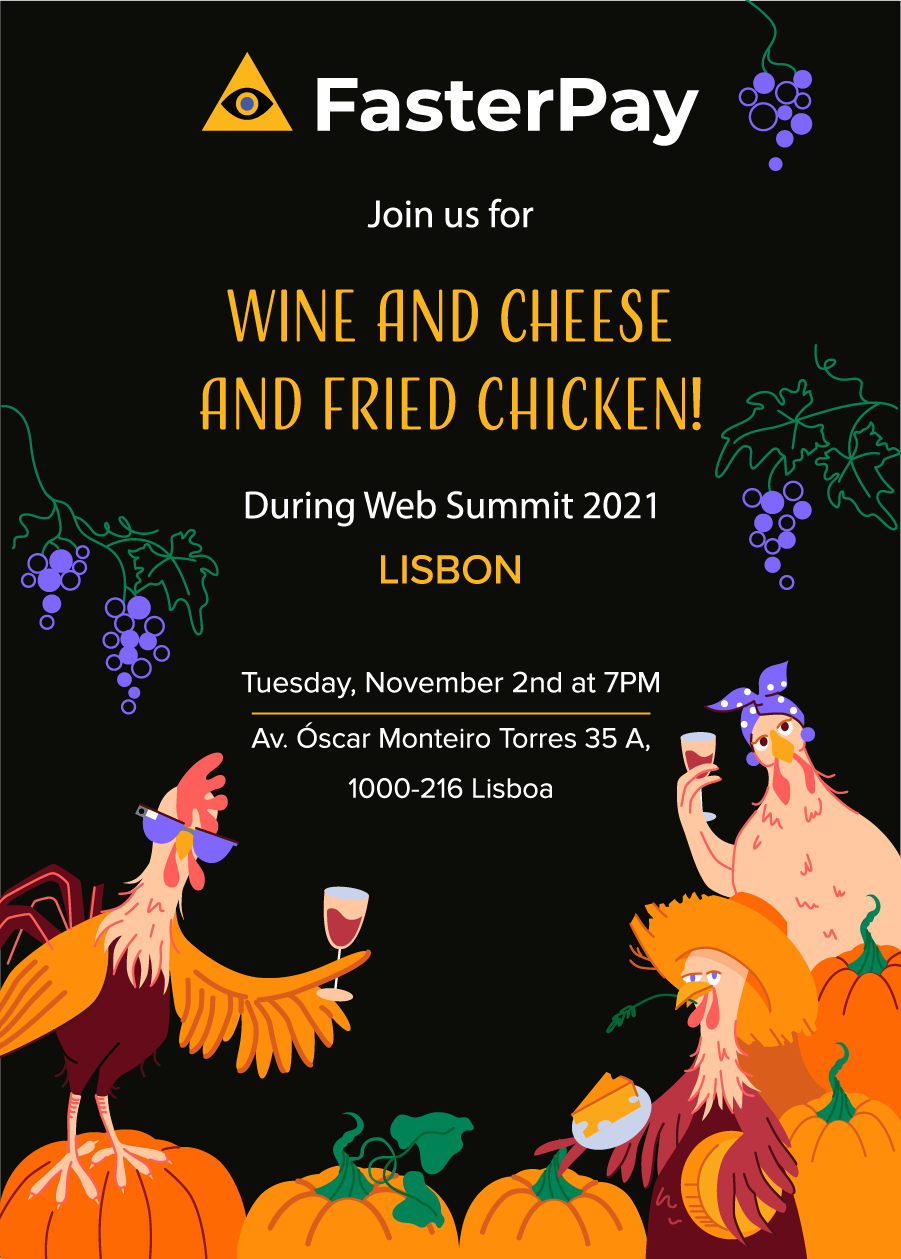 FasterPay
Join us for
WINE AND CHEESE
AND FRIED CHICKEN!
During Web Summit 2021
LISBON
Tuesday, November 2nd at 7PM
Av. Óscar Monteiro Torres 35 A,
1000-216 Lisboa